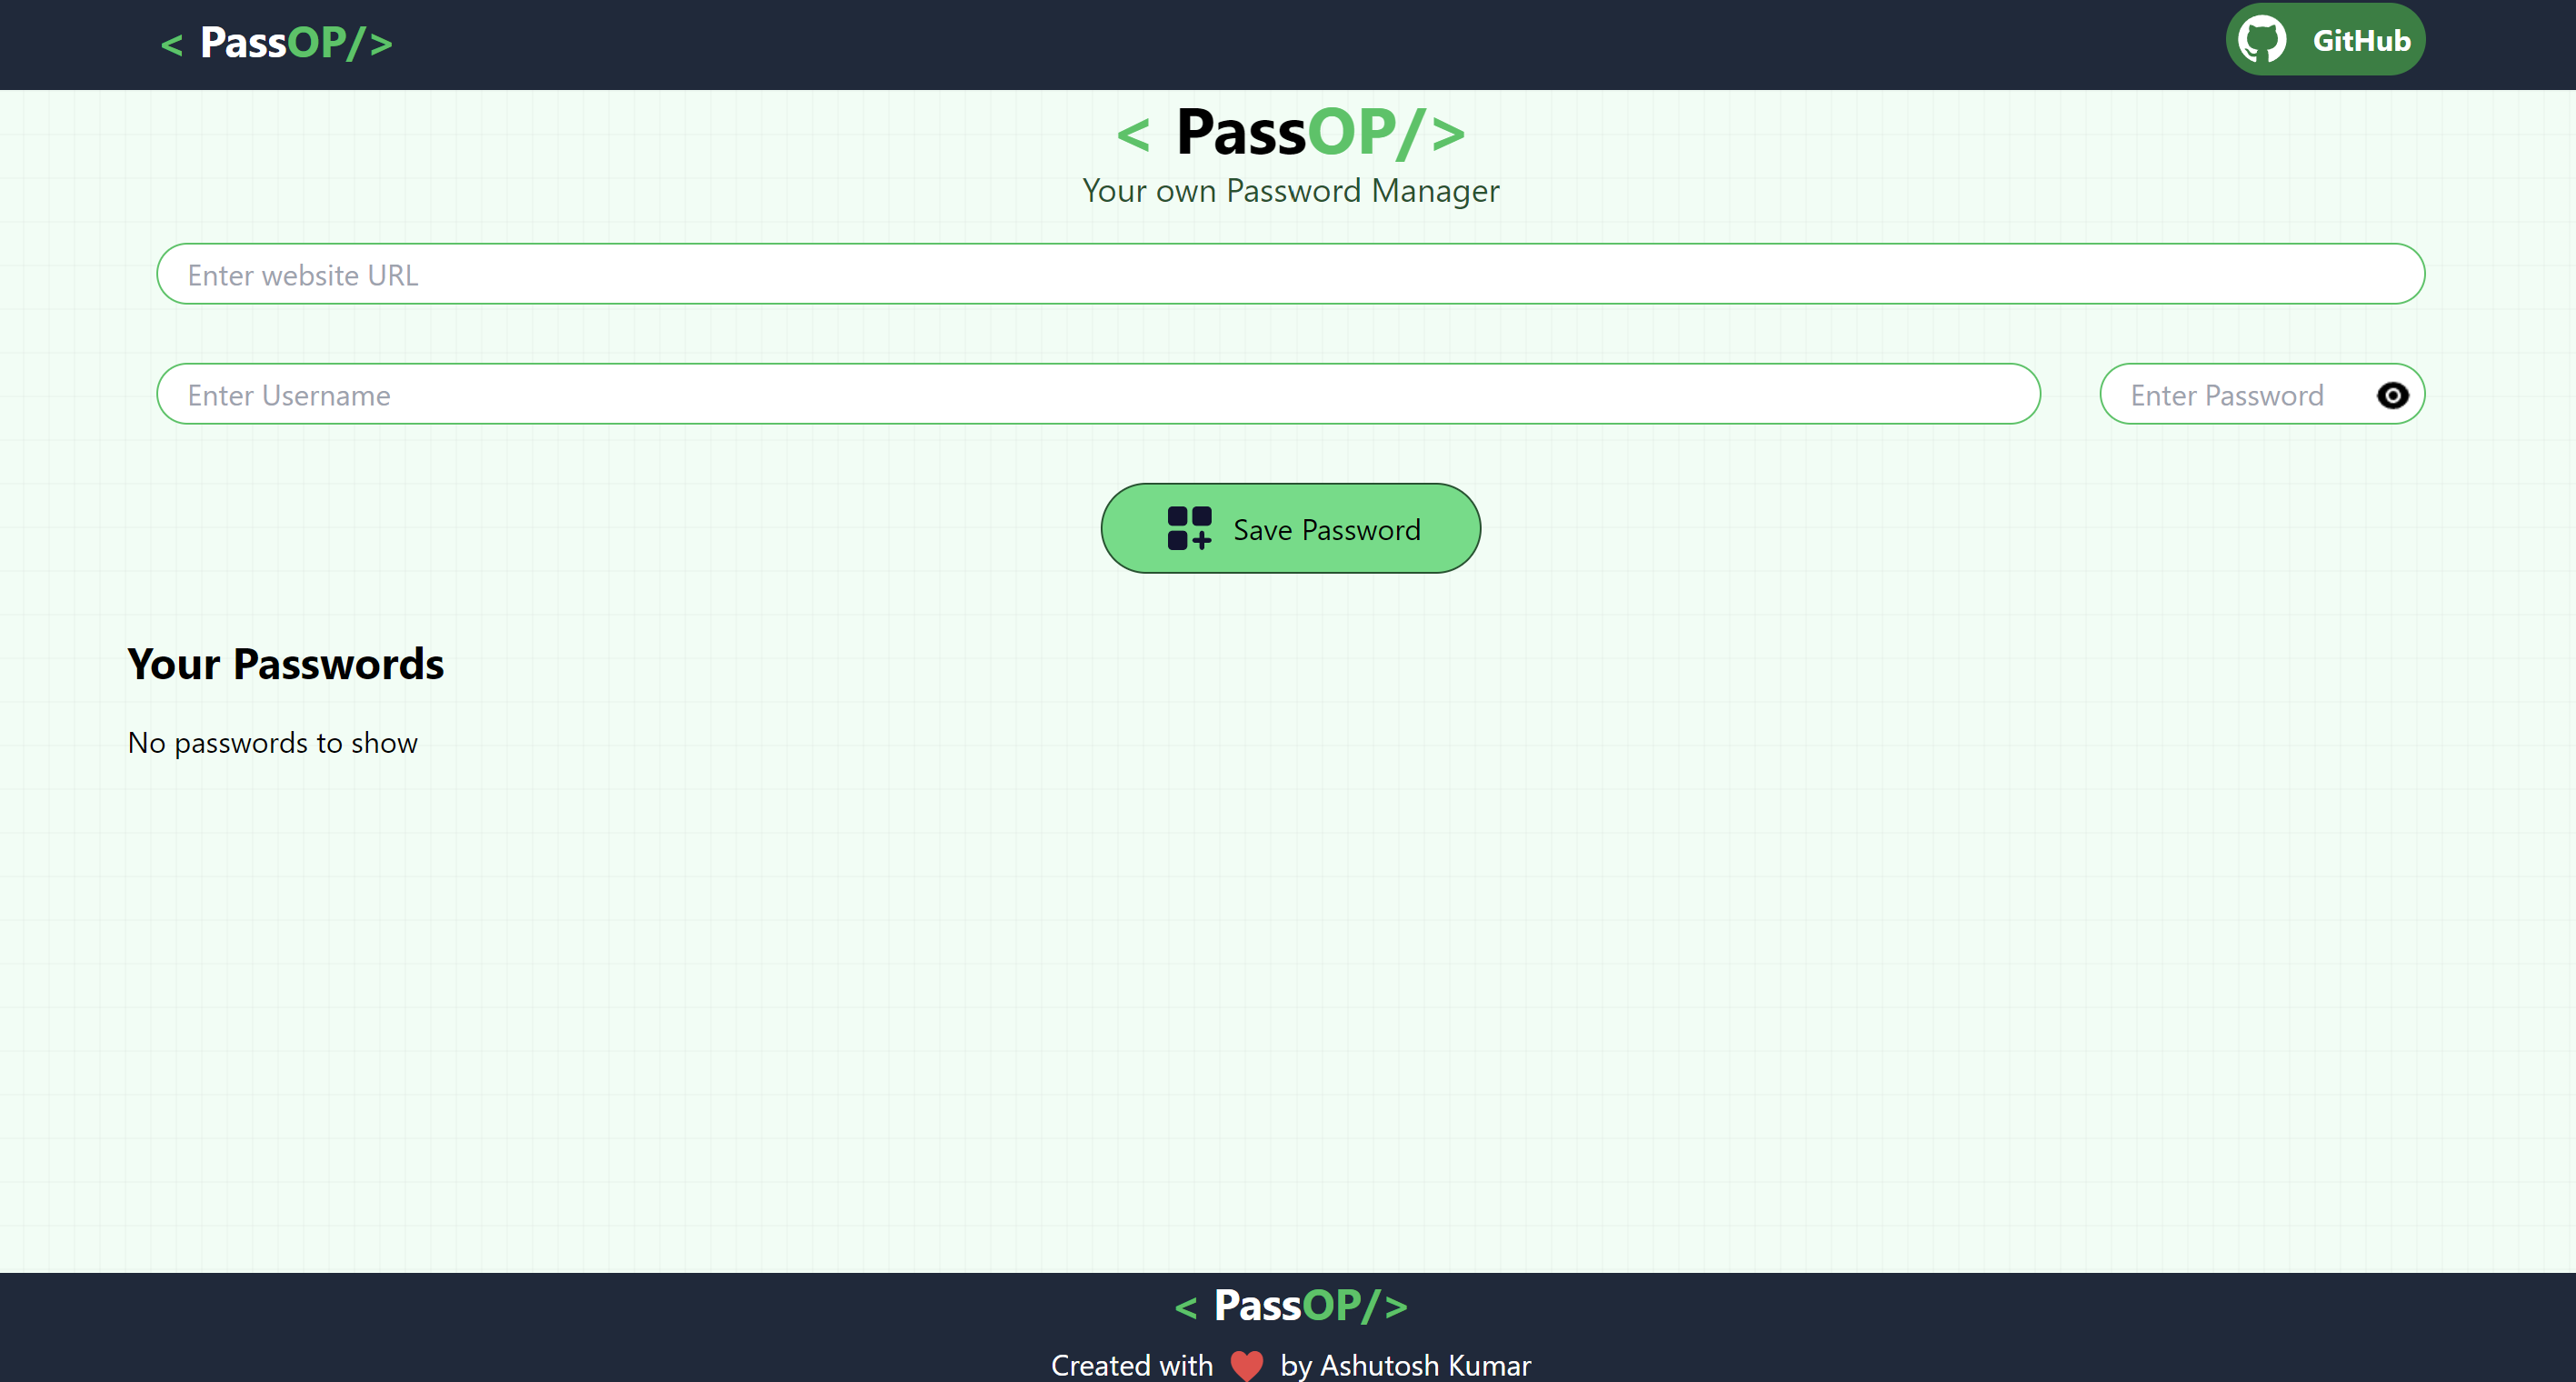 < PassOP/>
GitHub
< PassOP/>
Your own Password Manager
Enter website URL
Enter Username
Enter Password
Save Password
Your Passwords
No passwords to show
< PassOP/>
Created with by Ashutosh Kumar